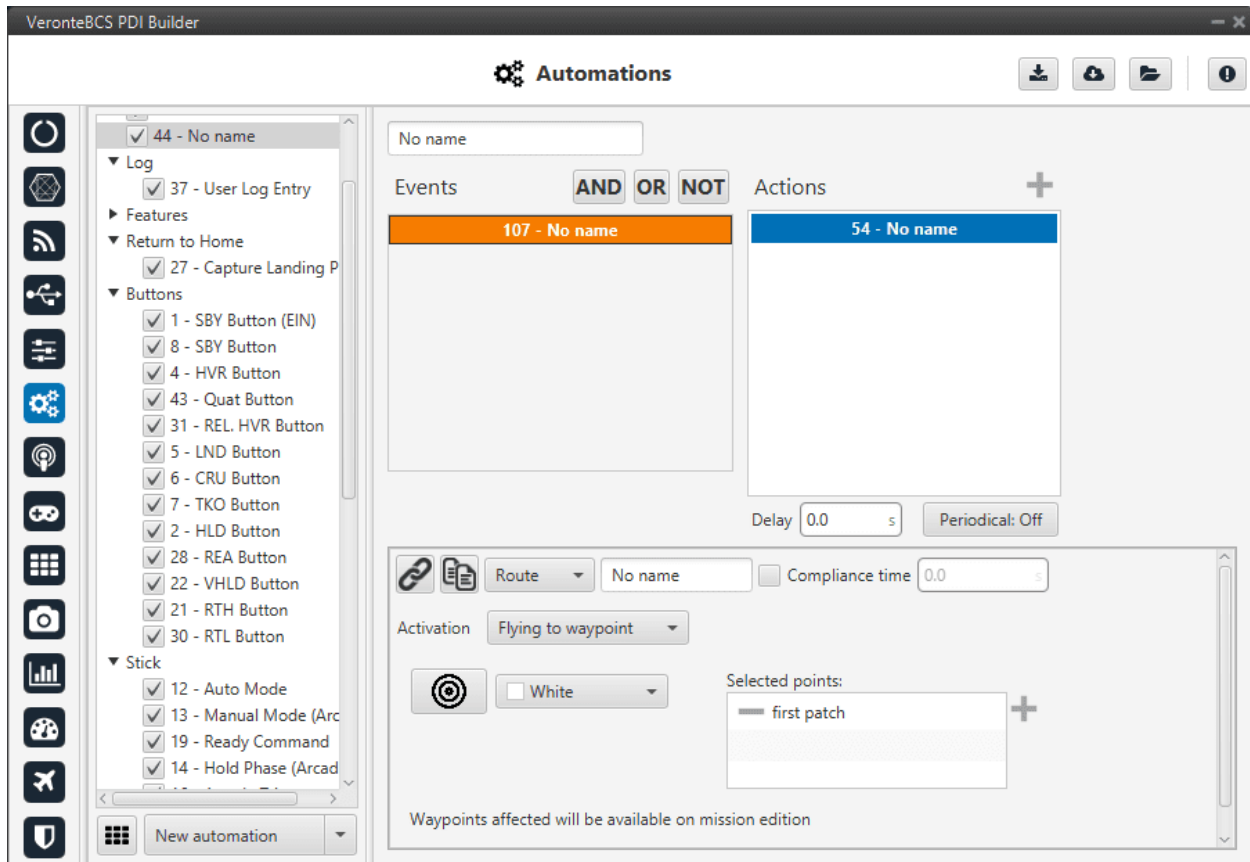 VeronteBCS PDI Builder
Automations
44 - No name
Log
37 - User Log Entry
Features
Return to Home
27 - Capture Landing P
Buttons
1 - SBY Button (EIN)
8 - SBY Button
4 - HVR Button
43 - Quat Button
31 - REL. HVR Button
5 - LND Button
6 - CRU Button
7 - TKO Button
2 - HLD Button
28 - REA Button
22 - VHLD Button
21 - RTH Button
30 - RTL Button
Stick
12 - Auto Mode
13 - Manual Mode (Arc
19 - Ready Command
14 - Hold Phase (Arcad
New automation
No name
Events AND OR NOT
107 - No name
Actions
54 - No name
Delay 0.0 s Periodical: Off
Route No name Compliance time 0.0 s
Activation Flying to waypoint
White
Selected points:
first patch
Waypoints affected will be available on mission edition